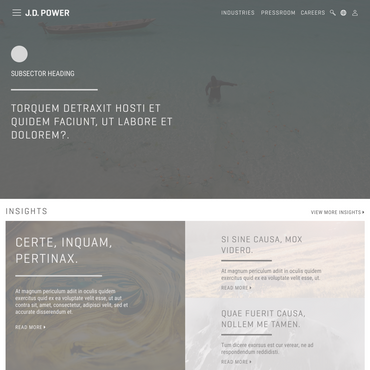 J.D. POWER
INDUSTRIES PRESSROOM CAREERS
SUBSECTOR HEADING
TORQUEM DETRAXIT HOSTI ET
QUIDEM FACIUNT, UT LABORE ET
DOLOREM?.
INSIGHTS
VIEW MORE INSIGHTS
CERTE, INQUAM,
PERTINAX.
At magnum periculum adiit in oculis quidem
exercitus quid ex ea voluptate velit esse, ut aut
contra sit, amet, consectetur, adipisci velit, sed et
accurate disserendum et.
READ MORE
SI SINE CAUSA, MOX
VIDERO.
At magnum periculum adiit in oculis quidem
exercitus quid ex ea voluptate velit esse, ut.
READ MORE
QUAE FUERIT CAUSA,
NOLLEM ME TAMEN.
Tum dicere exorsus est cur verear, ne ad
respondendum reddidisti.
READ MORE